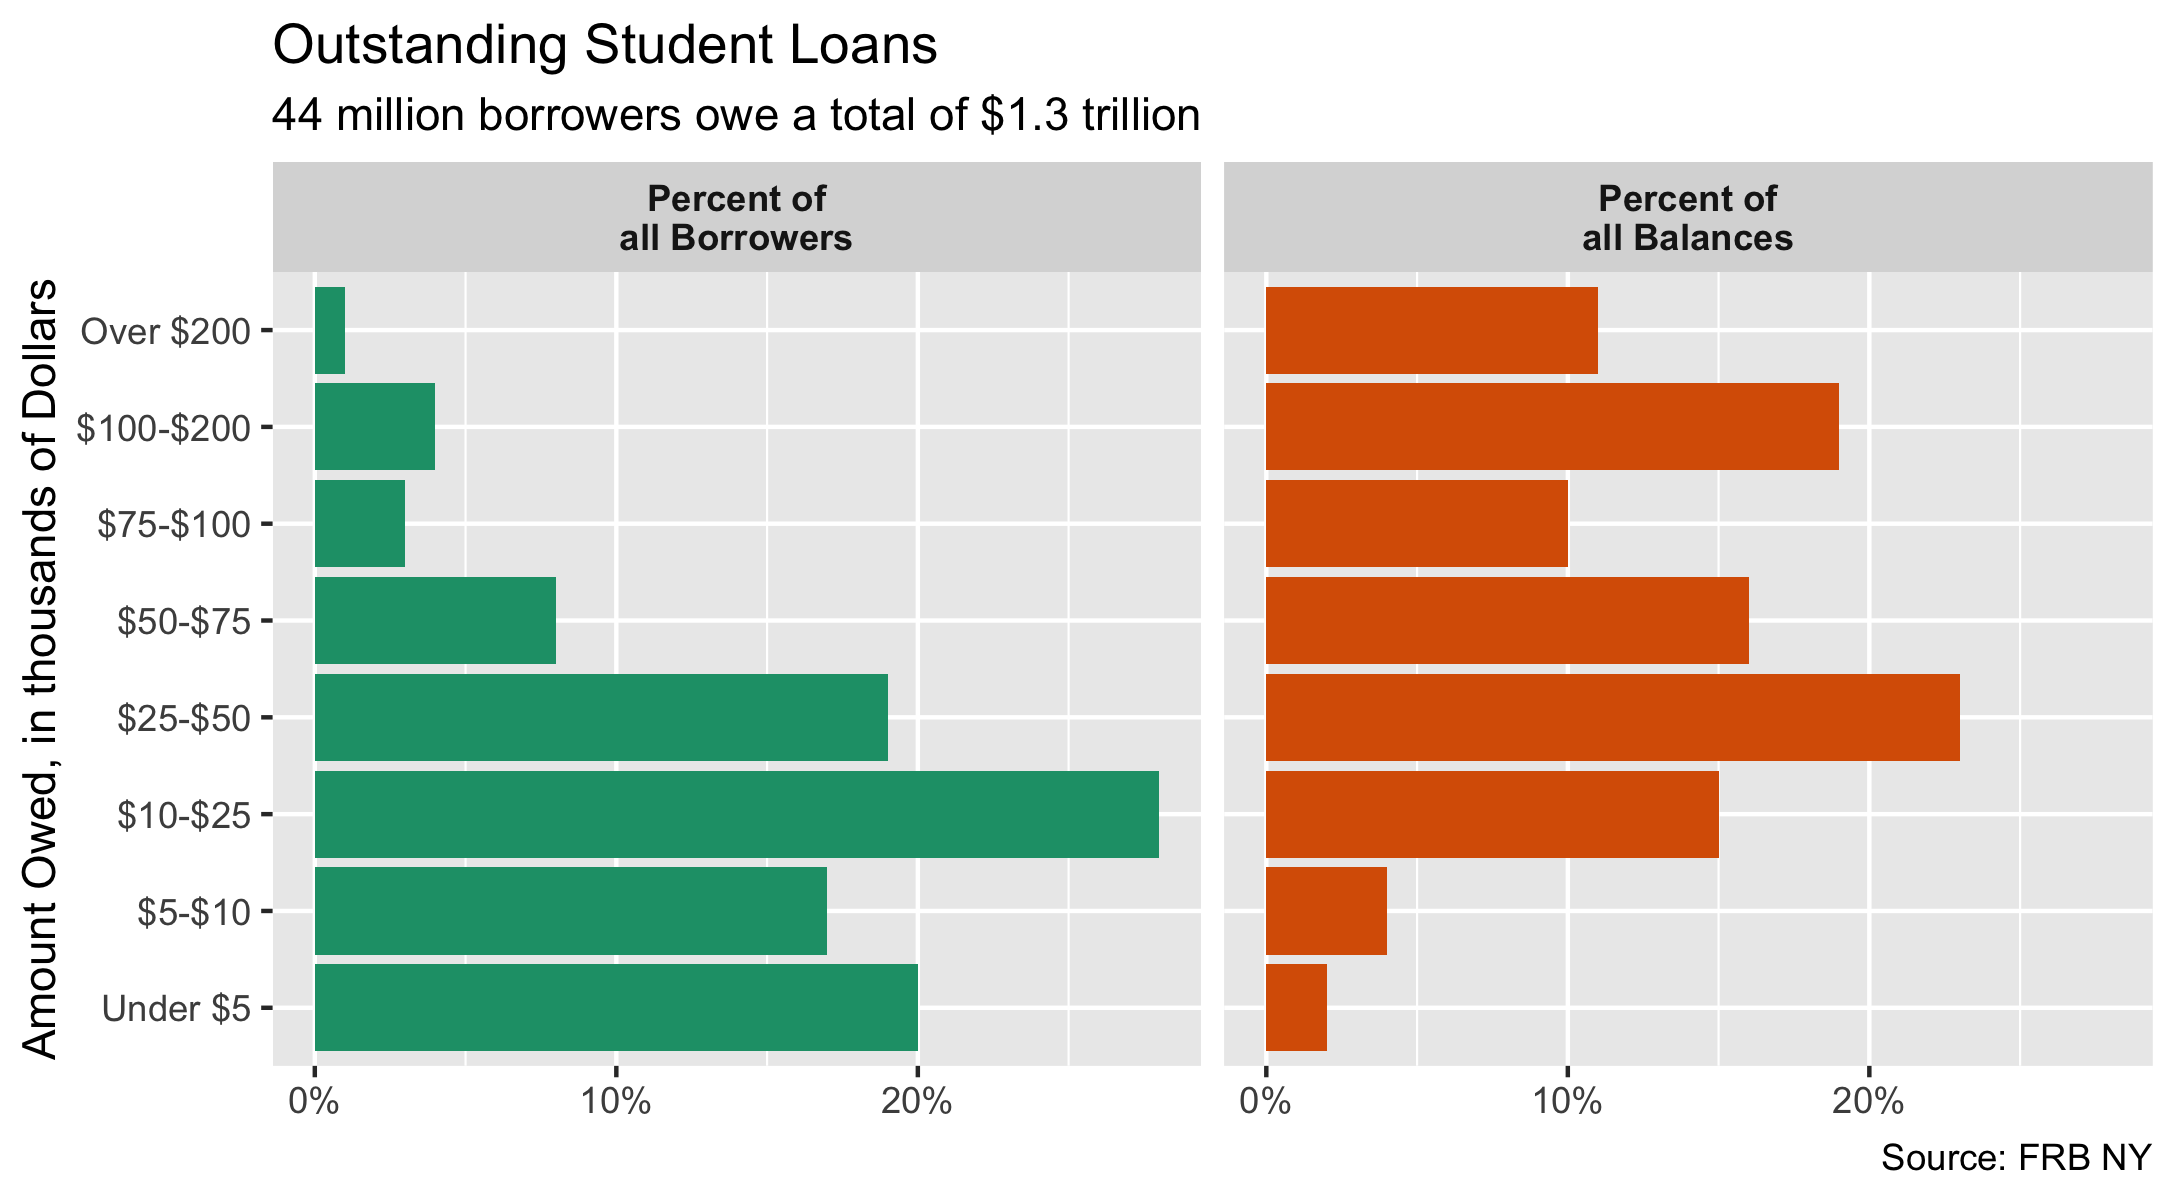 Outstanding Student Loans
44 million borrowers owe a total of $1.3 trillion
Percent of
all Borrowers
Percent of
all Balances
Amount Owed, in thousands of Dollars
Over $200
$100-$200
$75-$100
$50-$75
$25-$50
$10-$25
$5-$10
Under $5
0% 10% 20%
0% 10% 20%
Source: FRB NY